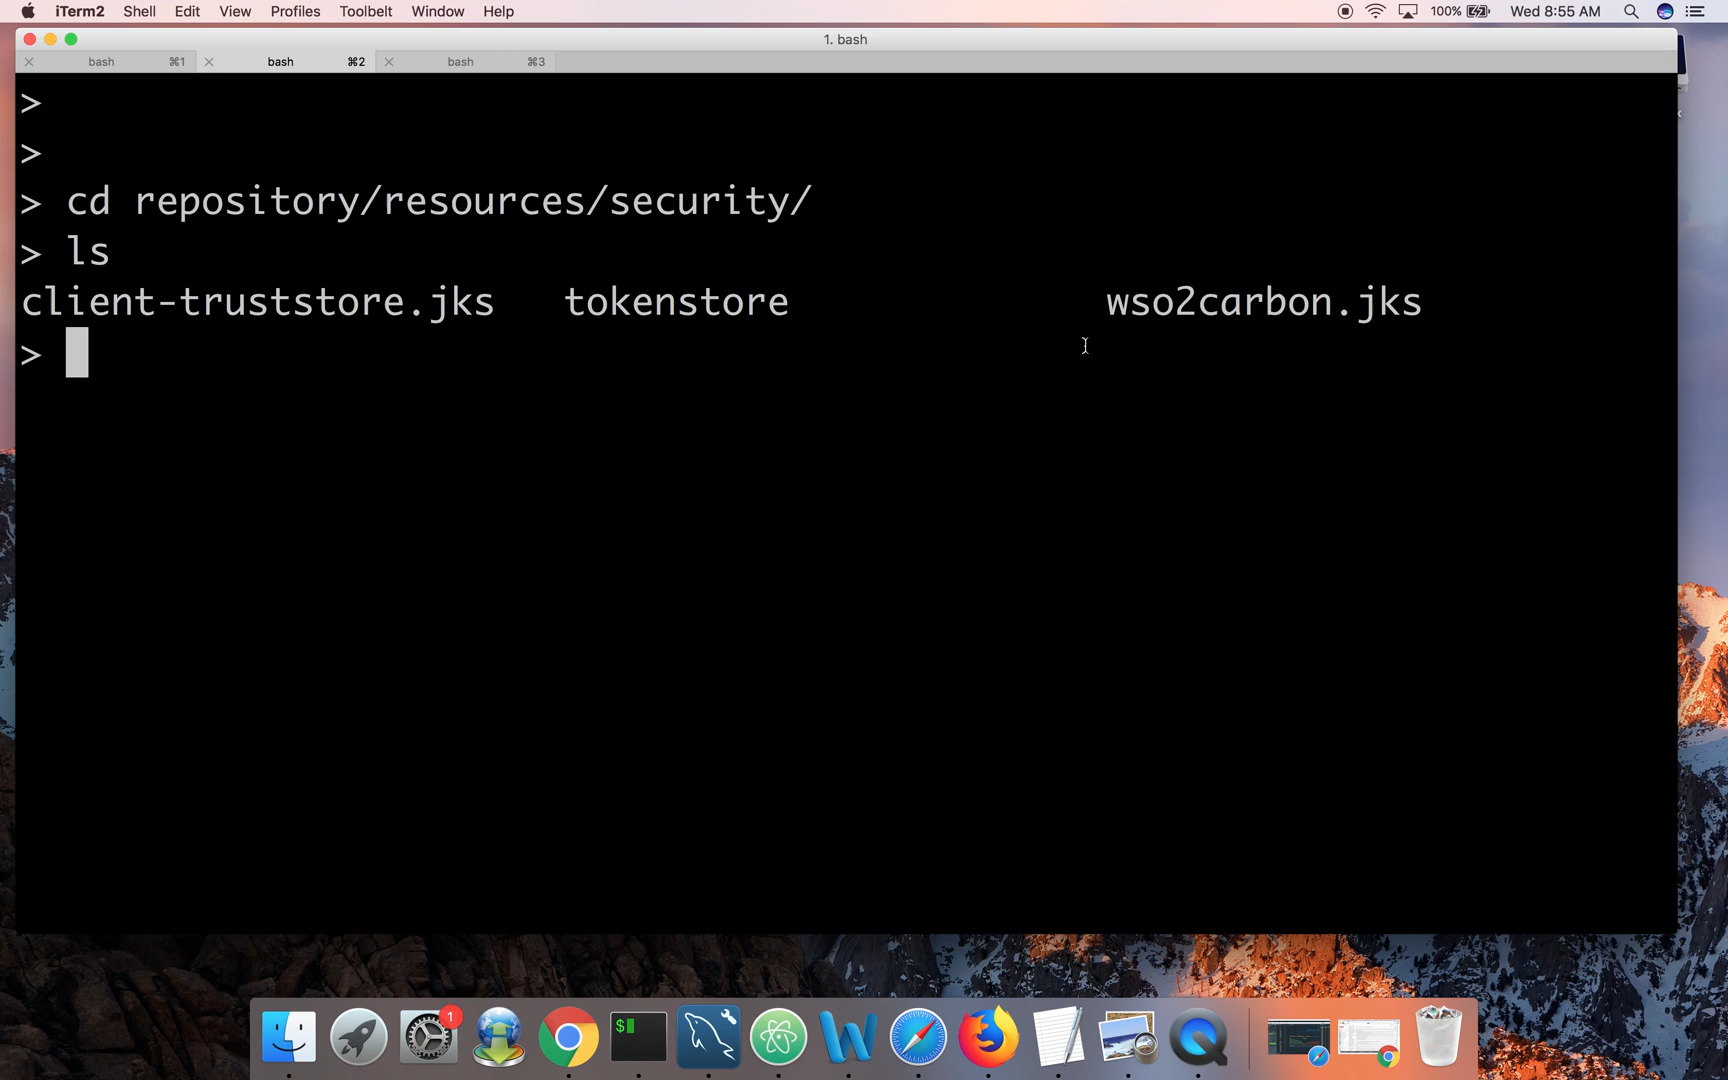 iTerm2 Shell Edit View Profiles Toolbelt Window Help 100% Wed 8:55 AM
1. bash
bash ⌘1 bash ⌘2 bash ⌘3
>
>
> cd repository/resources/security/
> ls
client-truststore.jks tokenstore wso2carbon.jks
>
1
$